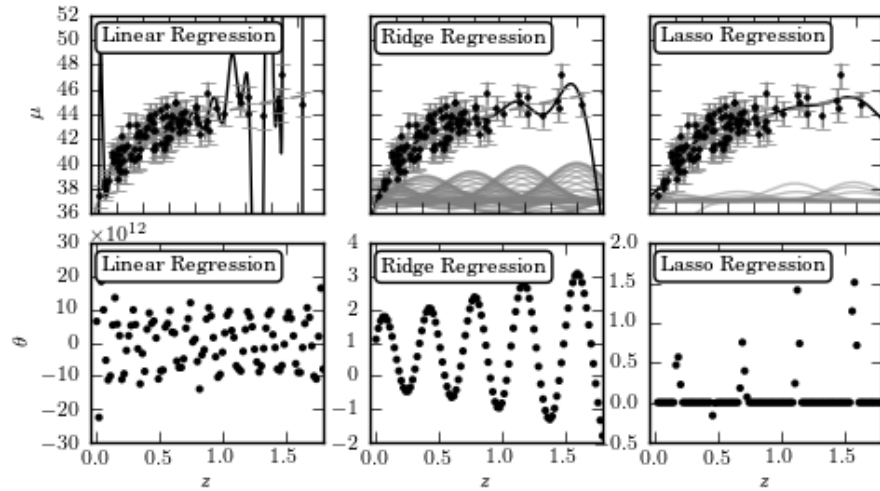 52
50
48
46
44
42
40
38
36
μ
Linear Regression
Ridge Regression
Lasso Regression
×10¹²
30
20
10
0
−10
−20
−30
θ
Linear Regression
0.0 0.5 1.0 1.5
z
4
3
2
1
0
−1
−2
Ridge Regression
0.0 0.5 1.0 1.5
z
2.0
1.5
1.0
0.5
0.0
0.5
Lasso Regression
0.0 0.5 1.0 1.5
z